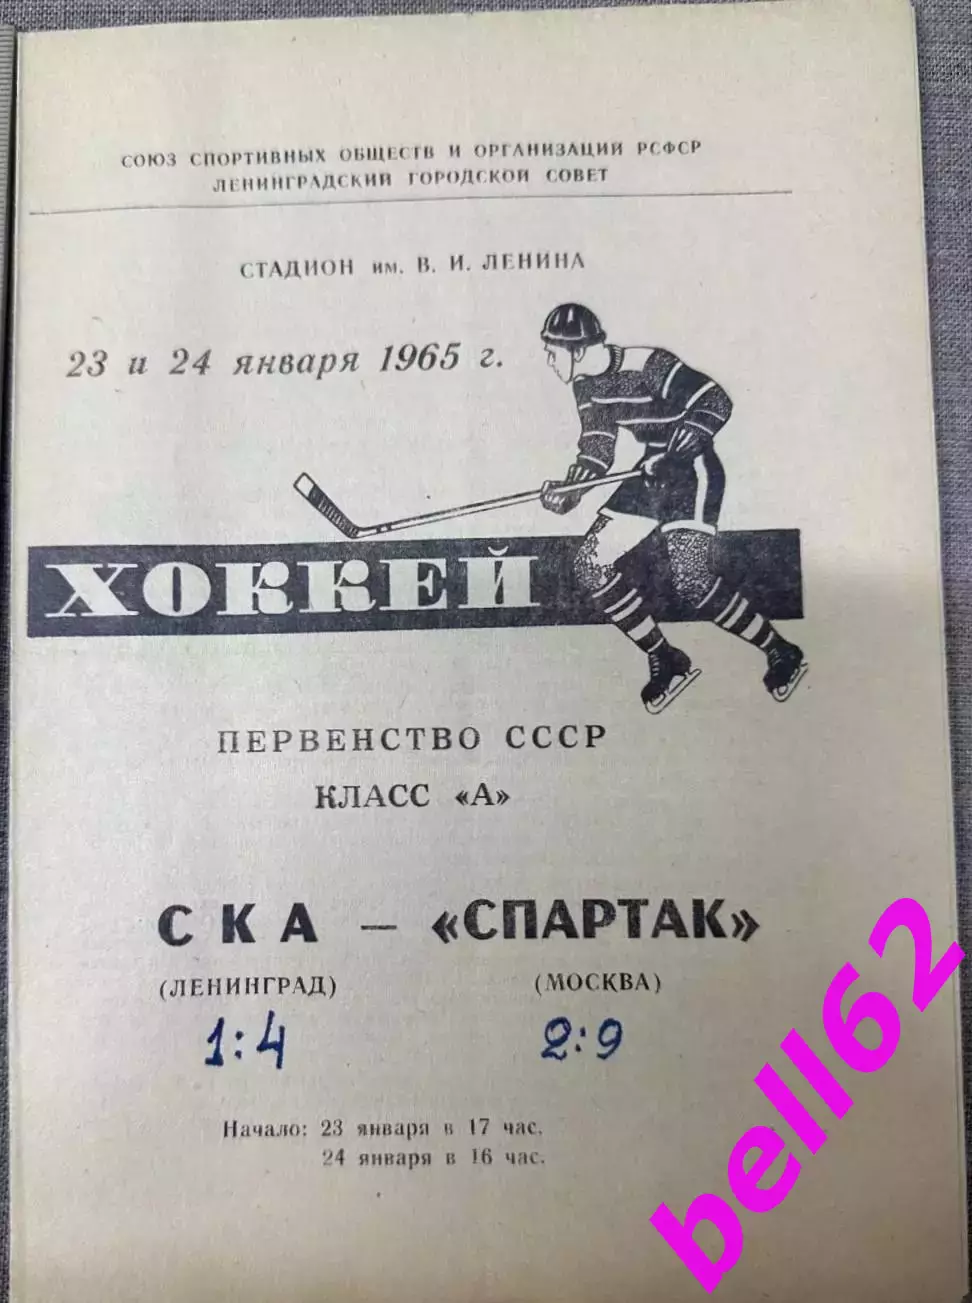 СОЮЗ СПОРТИВНЫХ ОБЩЕСТВ И ОРГАНИЗАЦИЙ РСФСР
ЛЕНИНГРАДСКИЙ ГОРОДСКОЙ СОВЕТ
СТАДИОН им. В. И. ЛЕНИНА
23 и 24 января 1965 г.
ХОККЕЙ
ПЕРВЕНСТВО СССР
КЛАСС «А»
СКА — «СПАРТАК»
(ЛЕНИНГРАД) (МОСКВА)
1:4 2:9
Начало: 23 января в 17 час.
24 января в 16 час.
bell62